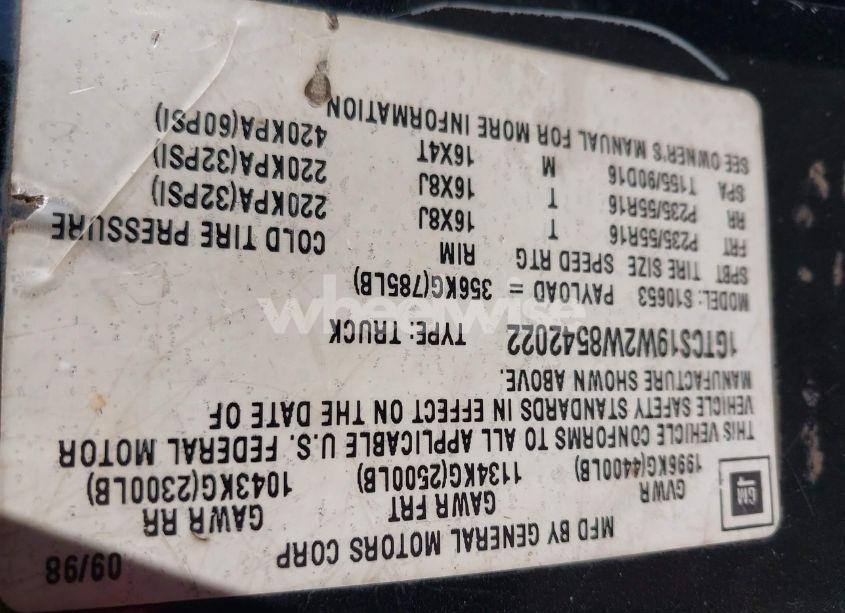 09/98
MFD BY GENERAL MOTORS CORP
GVWR GAWR FRT GAWR RR
1996KG(4400LB) 1134KG(2500LB) 1043KG(2300LB)
GM
THIS VEHICLE CONFORMS TO ALL APPLICABLE U.S. FEDERAL MOTOR
VEHICLE SAFETY STANDARDS IN EFFECT ON THE DATE OF
MANUFACTURE SHOWN ABOVE.
1GTCS19W2W8542022 TYPE: TRUCK
MODEL: S10653 PAYLOAD = 356KG(785LB)
SPBT TIRE SIZE SPEED RTG RIM COLD TIRE PRESSURE
FRT P235/55R16 T 16X8J 220KPA(32PSI)
RR P235/55R16 T 16X8J 220KPA(32PSI)
SPA T155/90D16 M 16X4T 420KPA(60PSI)
SEE OWNER'S MANUAL FOR MORE INFORMATION
wheelwise